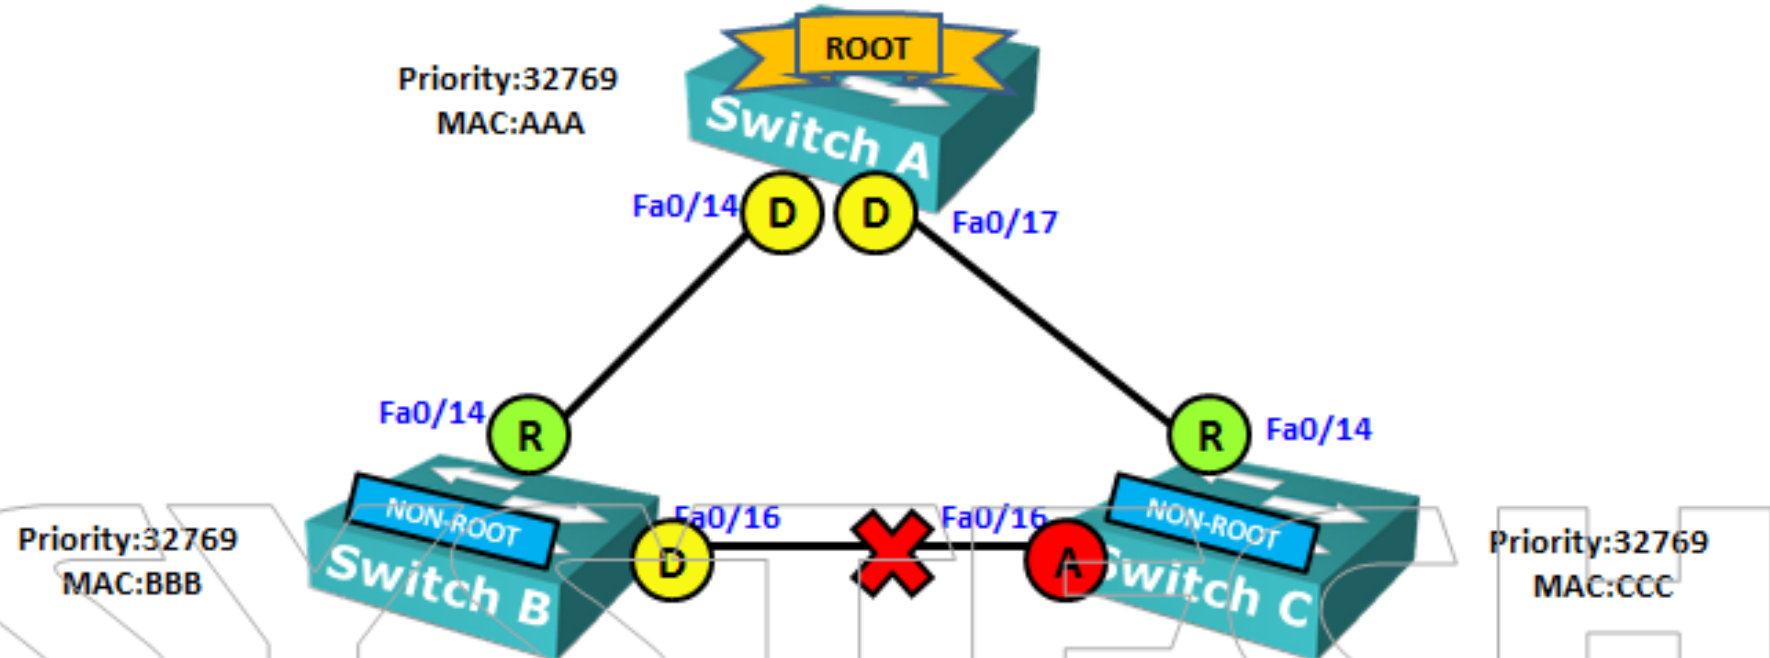 ROOT
Priority:32769
MAC:AAA
Switch A
Fa0/14
D
D
Fa0/17
Fa0/14
R
R
Fa0/14
NON-ROOT
NON-ROOT
Fa0/16
Fa0/16
Priority:32769
MAC:BBB
Switch B
D
A
Switch C
Priority:32769
MAC:CCC